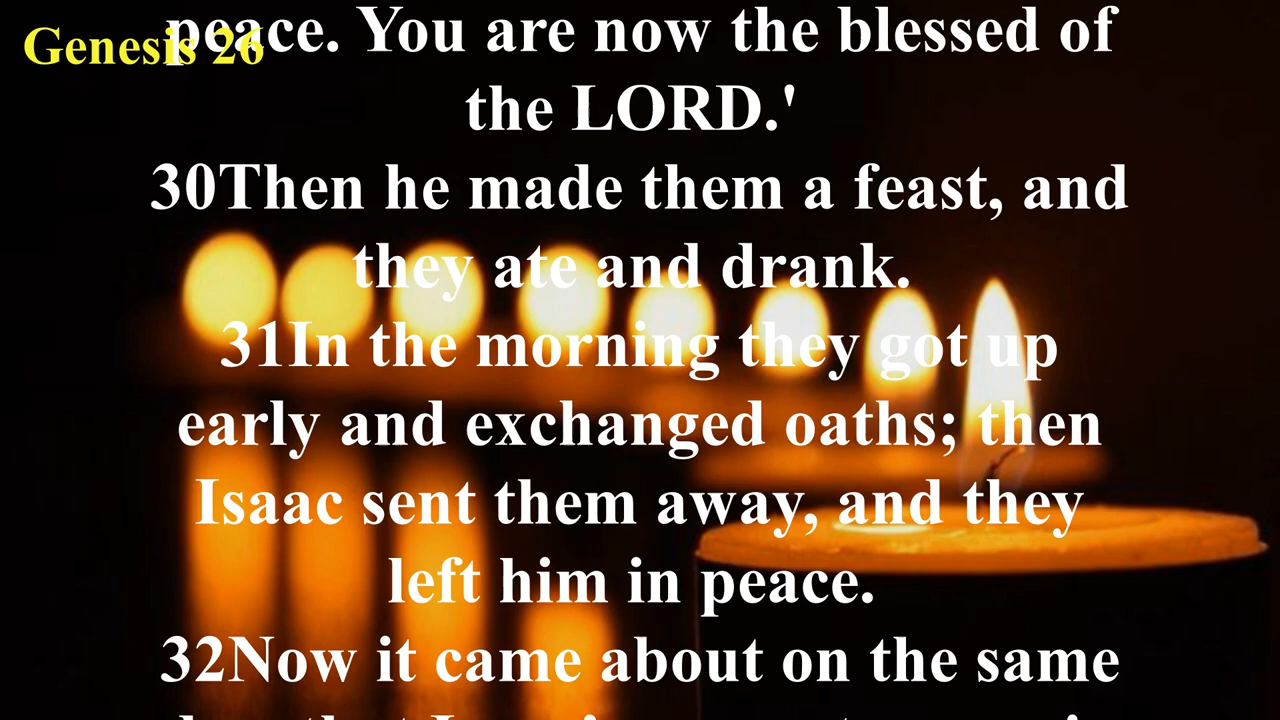 Genesis 26
peace. You are now the blessed of
the LORD.'
30Then he made them a feast, and
they ate and drank.
31In the morning they got up
early and exchanged oaths; then
Isaac sent them away, and they
left him in peace.
32Now it came about on the same